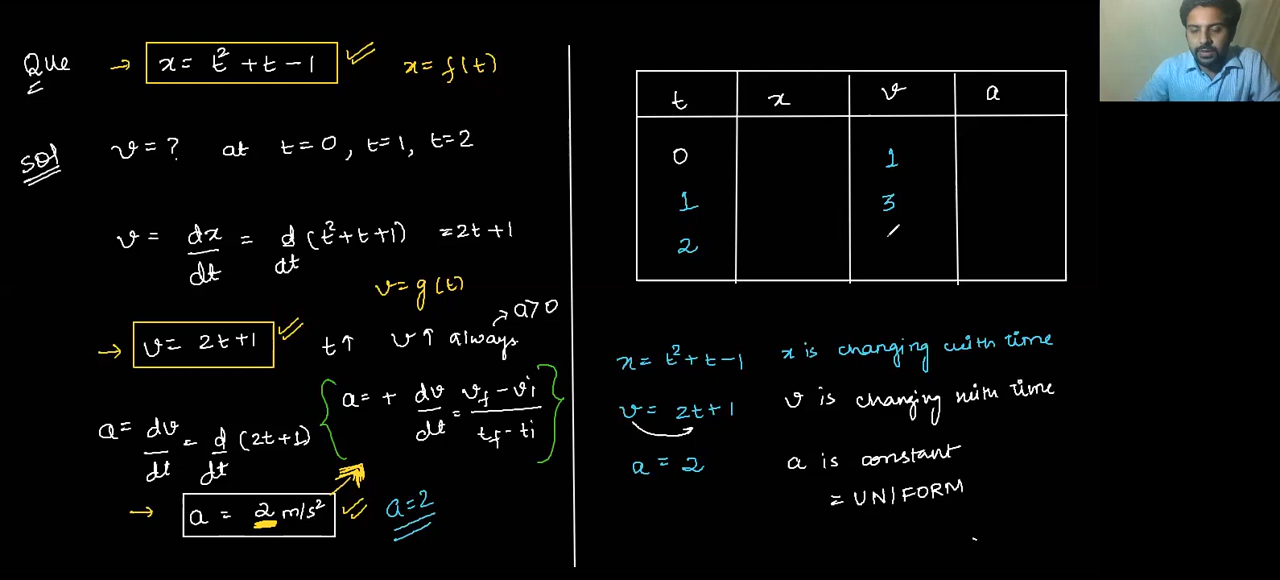 Que → x = t² + t - 1 x = f(t)
Sol v = ? at t = 0, t = 1, t = 2
v = dx/dt = d/dt (t² + t + 1) = 2t + 1
v = g(t)
→ v = 2t + 1 t↑ v↑ always → a > 0
{ a = + dv/dt = (vf - vi)/(tf - ti) }
a = dv/dt = d/dt (2t + 1)
→ a = 2 m/s² a = 2
t x v a
0 1
1 3
2
x = t² + t - 1 x is changing with time
v = 2t + 1 v is changing with time
a = 2 a is constant
= UNIFORM